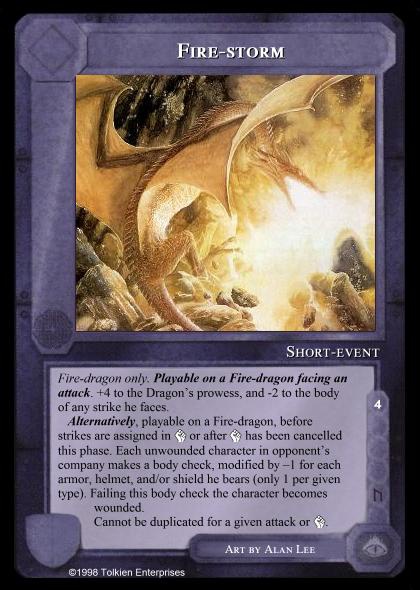 Fire-storm
Short-event
Fire-dragon only. Playable on a Fire-dragon facing an
attack. +4 to the Dragon's prowess, and -2 to the body
of any strike he faces.
Alternatively, playable on a Fire-dragon, before
strikes are assigned in or after has been cancelled
this phase. Each unwounded character in opponent's
company makes a body check, modified by –1 for each
armor, helmet, and/or shield he bears (only 1 per given
type). Failing this body check the character becomes
wounded.
Cannot be duplicated for a given attack or .
4
Art by Alan Lee
©1998 Tolkien Enterprises